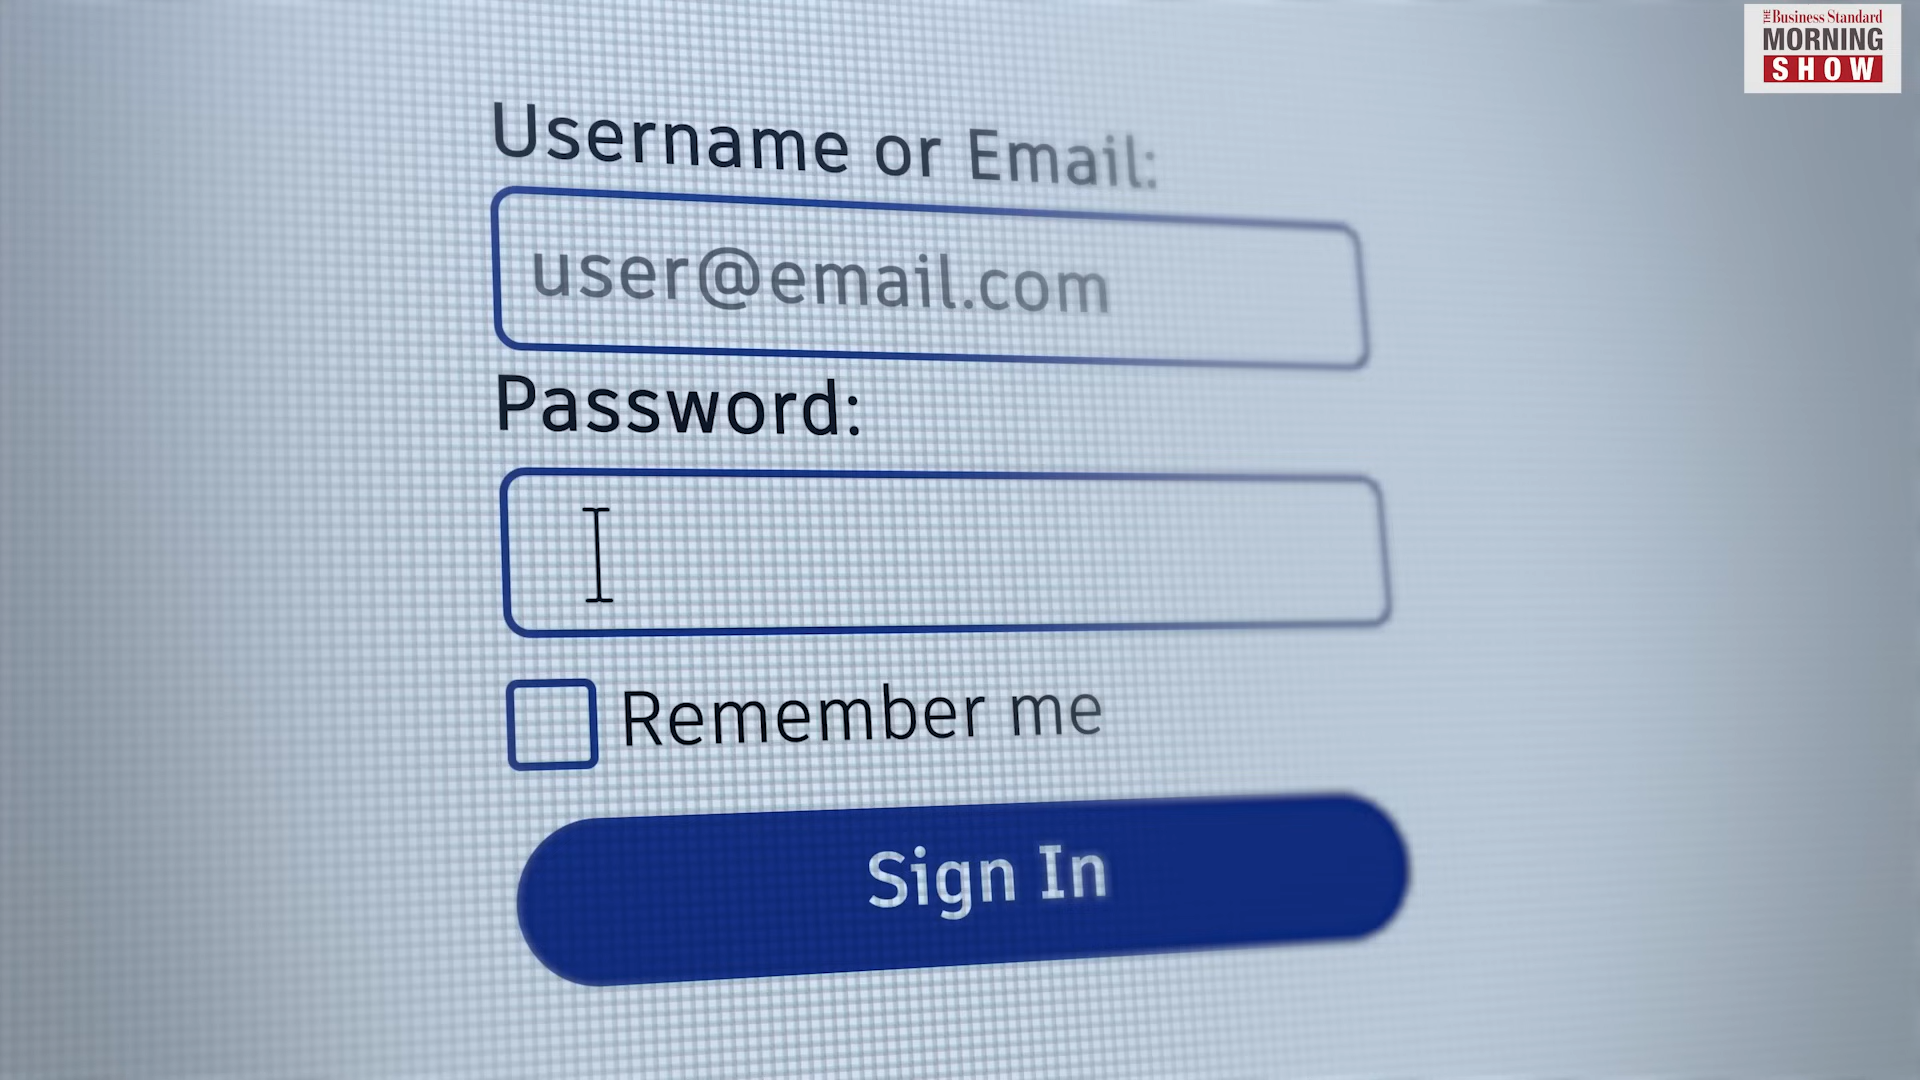 THE Business Standard
MORNING
SHOW
Username or Email:
user@email.com
Password:
Remember me
Sign In